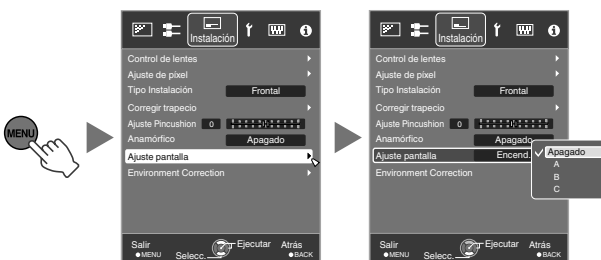 MENU
Instalación
Control de lentes
Ajuste de píxel
Tipo Instalación Frontal
Corregir trapecio
Ajuste Pincushion 0
Anamórfico Apagado
Ajuste pantalla
Environment Correction
Salir Ejecutar Atrás
MENU Selecc. BACK
Instalación
Control de lentes
Ajuste de píxel
Tipo Instalación Frontal
Corregir trapecio
Ajuste Pincushion 0
Anamórfico Apagado
Ajuste pantalla Encend.
Apagado
A
B
C
Environment Correction
Salir Ejecutar Atrás
MENU Selecc. BACK